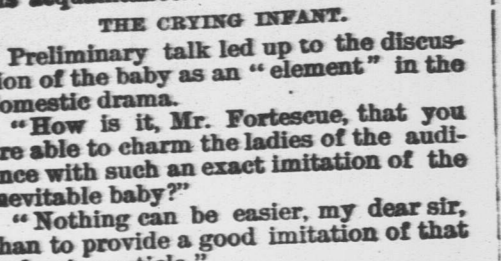 THE CRYING INFANT.
Preliminary talk led up to the discus-
ion of the baby as an “element” in the
omestic drama.
“How is it, Mr. Fortescue, that you
re able to charm the ladies of the audi-
nce with such an exact imitation of the
nevitable baby?”
“Nothing can be easier, my dear sir,
han to provide a good imitation of that